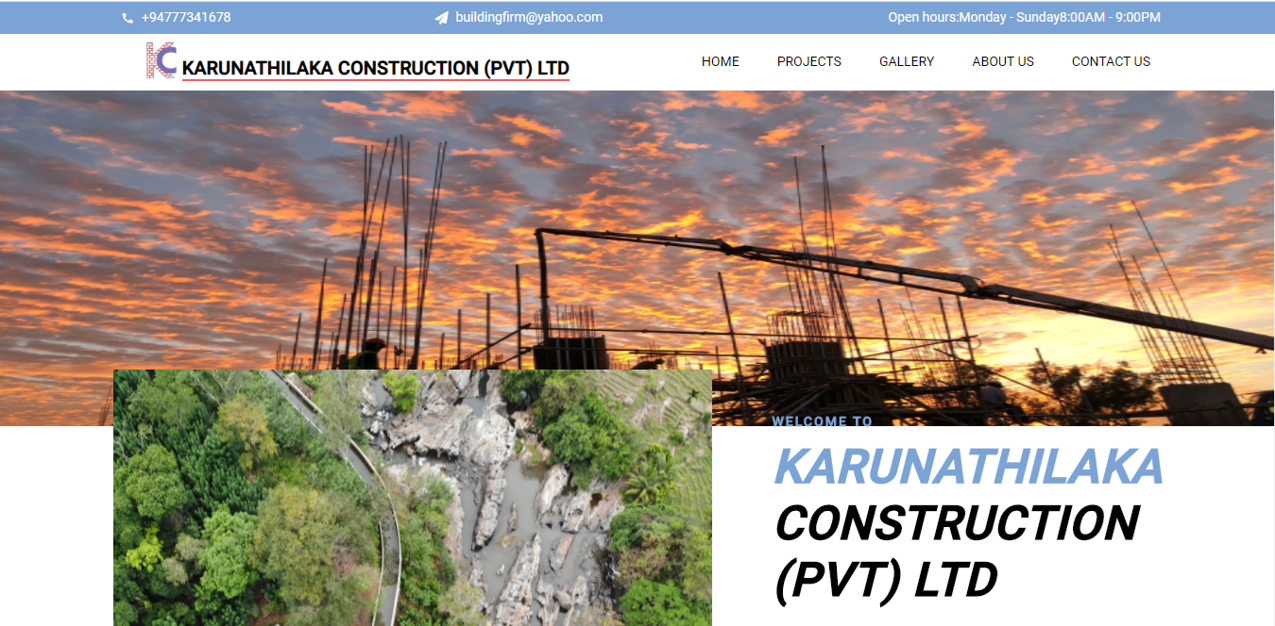 +94777341678
buildingfirm@yahoo.com
Open hours:Monday - Sunday8:00AM - 9:00PM
KC KARUNATHILAKA CONSTRUCTION (PVT) LTD
HOME
PROJECTS
GALLERY
ABOUT US
CONTACT US
WELCOME TO
KARUNATHILAKA
CONSTRUCTION
(PVT) LTD